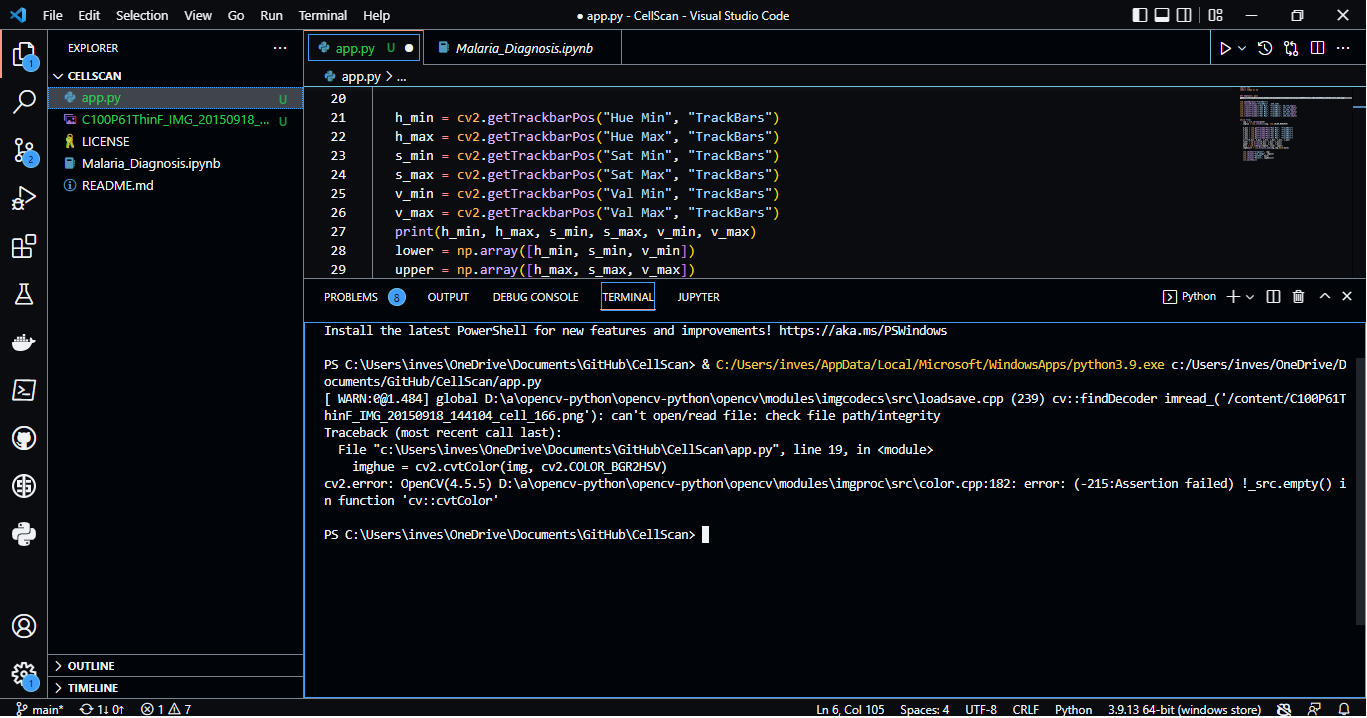 File Edit Selection View Go Run Terminal Help
● app.py - CellScan - Visual Studio Code
EXPLORER
CELLSCAN
app.py U
C100P61ThinF_IMG_20150918_... U
LICENSE
Malaria_Diagnosis.ipynb
README.md
OUTLINE
TIMELINE
1
2
1
app.py U
Malaria_Diagnosis.ipynb
app.py > ...
20
21 h_min = cv2.getTrackbarPos("Hue Min", "TrackBars")
22 h_max = cv2.getTrackbarPos("Hue Max", "TrackBars")
23 s_min = cv2.getTrackbarPos("Sat Min", "TrackBars")
24 s_max = cv2.getTrackbarPos("Sat Max", "TrackBars")
25 v_min = cv2.getTrackbarPos("Val Min", "TrackBars")
26 v_max = cv2.getTrackbarPos("Val Max", "TrackBars")
27 print(h_min, h_max, s_min, s_max, v_min, v_max)
28 lower = np.array([h_min, s_min, v_min])
29 upper = np.array([h_max, s_max, v_max])
PROBLEMS 8 OUTPUT DEBUG CONSOLE TERMINAL JUPYTER
Python
Install the latest PowerShell for new features and improvements! https://aka.ms/PSWindows
PS C:\Users\inves\OneDrive\Documents\GitHub\CellScan> & C:/Users/inves/AppData/Local/Microsoft/WindowsApps/python3.9.exe c:/Users/inves/OneDrive/D
ocuments/GitHub/CellScan/app.py
[ WARN:0@1.484] global D:\a\opencv-python\opencv-python\opencv\modules\imgcodecs\src\loadsave.cpp (239) cv::findDecoder imread_('/content/C100P61T
hinF_IMG_20150918_144104_cell_166.png'): can't open/read file: check file path/integrity
Traceback (most recent call last):
File "c:\Users\inves\OneDrive\Documents\GitHub\CellScan\app.py", line 19, in <module>
imghue = cv2.cvtColor(img, cv2.COLOR_BGR2HSV)
cv2.error: OpenCV(4.5.5) D:\a\opencv-python\opencv-python\opencv\modules\imgproc\src\color.cpp:182: error: (-215:Assertion failed) !_src.empty() i
n function 'cv::cvtColor'
PS C:\Users\inves\OneDrive\Documents\GitHub\CellScan>
main* 1↓ 0↑ 1 7
Ln 6, Col 105 Spaces: 4 UTF-8 CRLF Python 3.9.13 64-bit (windows store)